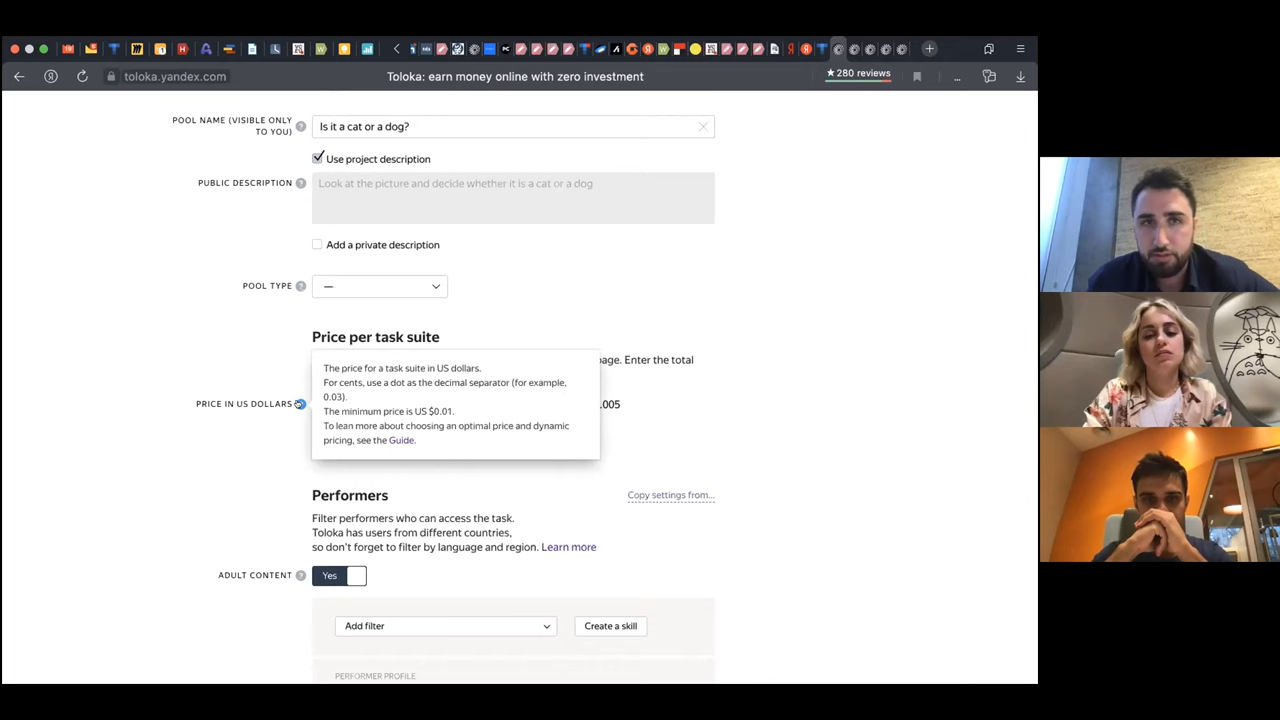 toloka.yandex.com
Toloka: earn money online with zero investment
★280 reviews
POOL NAME (VISIBLE ONLY
TO YOU)
Is it a cat or a dog?
Use project description
PUBLIC DESCRIPTION
Look at the picture and decide whether it is a cat or a dog
Add a private description
POOL TYPE
—
Price per task suite
page. Enter the total
The price for a task suite in US dollars.
For cents, use a dot as the decimal separator (for example,
0.03).
PRICE IN US DOLLARS
.005
The minimum price is US $0.01.
To lean more about choosing an optimal price and dynamic
pricing, see the Guide.
Performers
Copy settings from...
Filter performers who can access the task.
Toloka has users from different countries,
so don't forget to filter by language and region. Learn more
ADULT CONTENT
Yes
Add filter
Create a skill
PERFORMER PROFILE